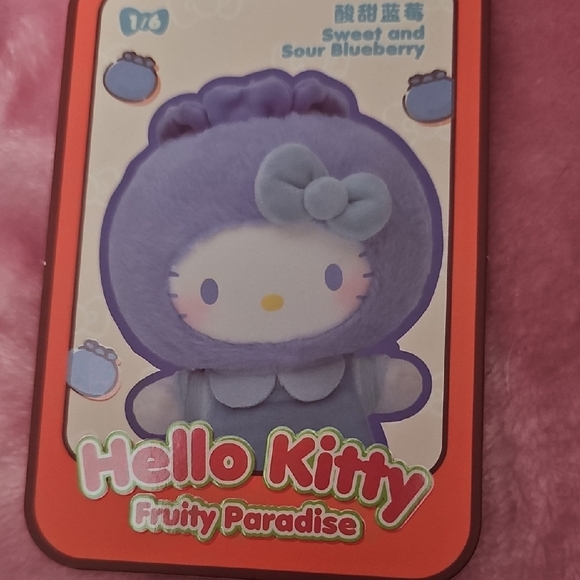 1/6
酸甜蓝莓
Sweet and
Sour Blueberry
Hello Kitty
Fruity Paradise